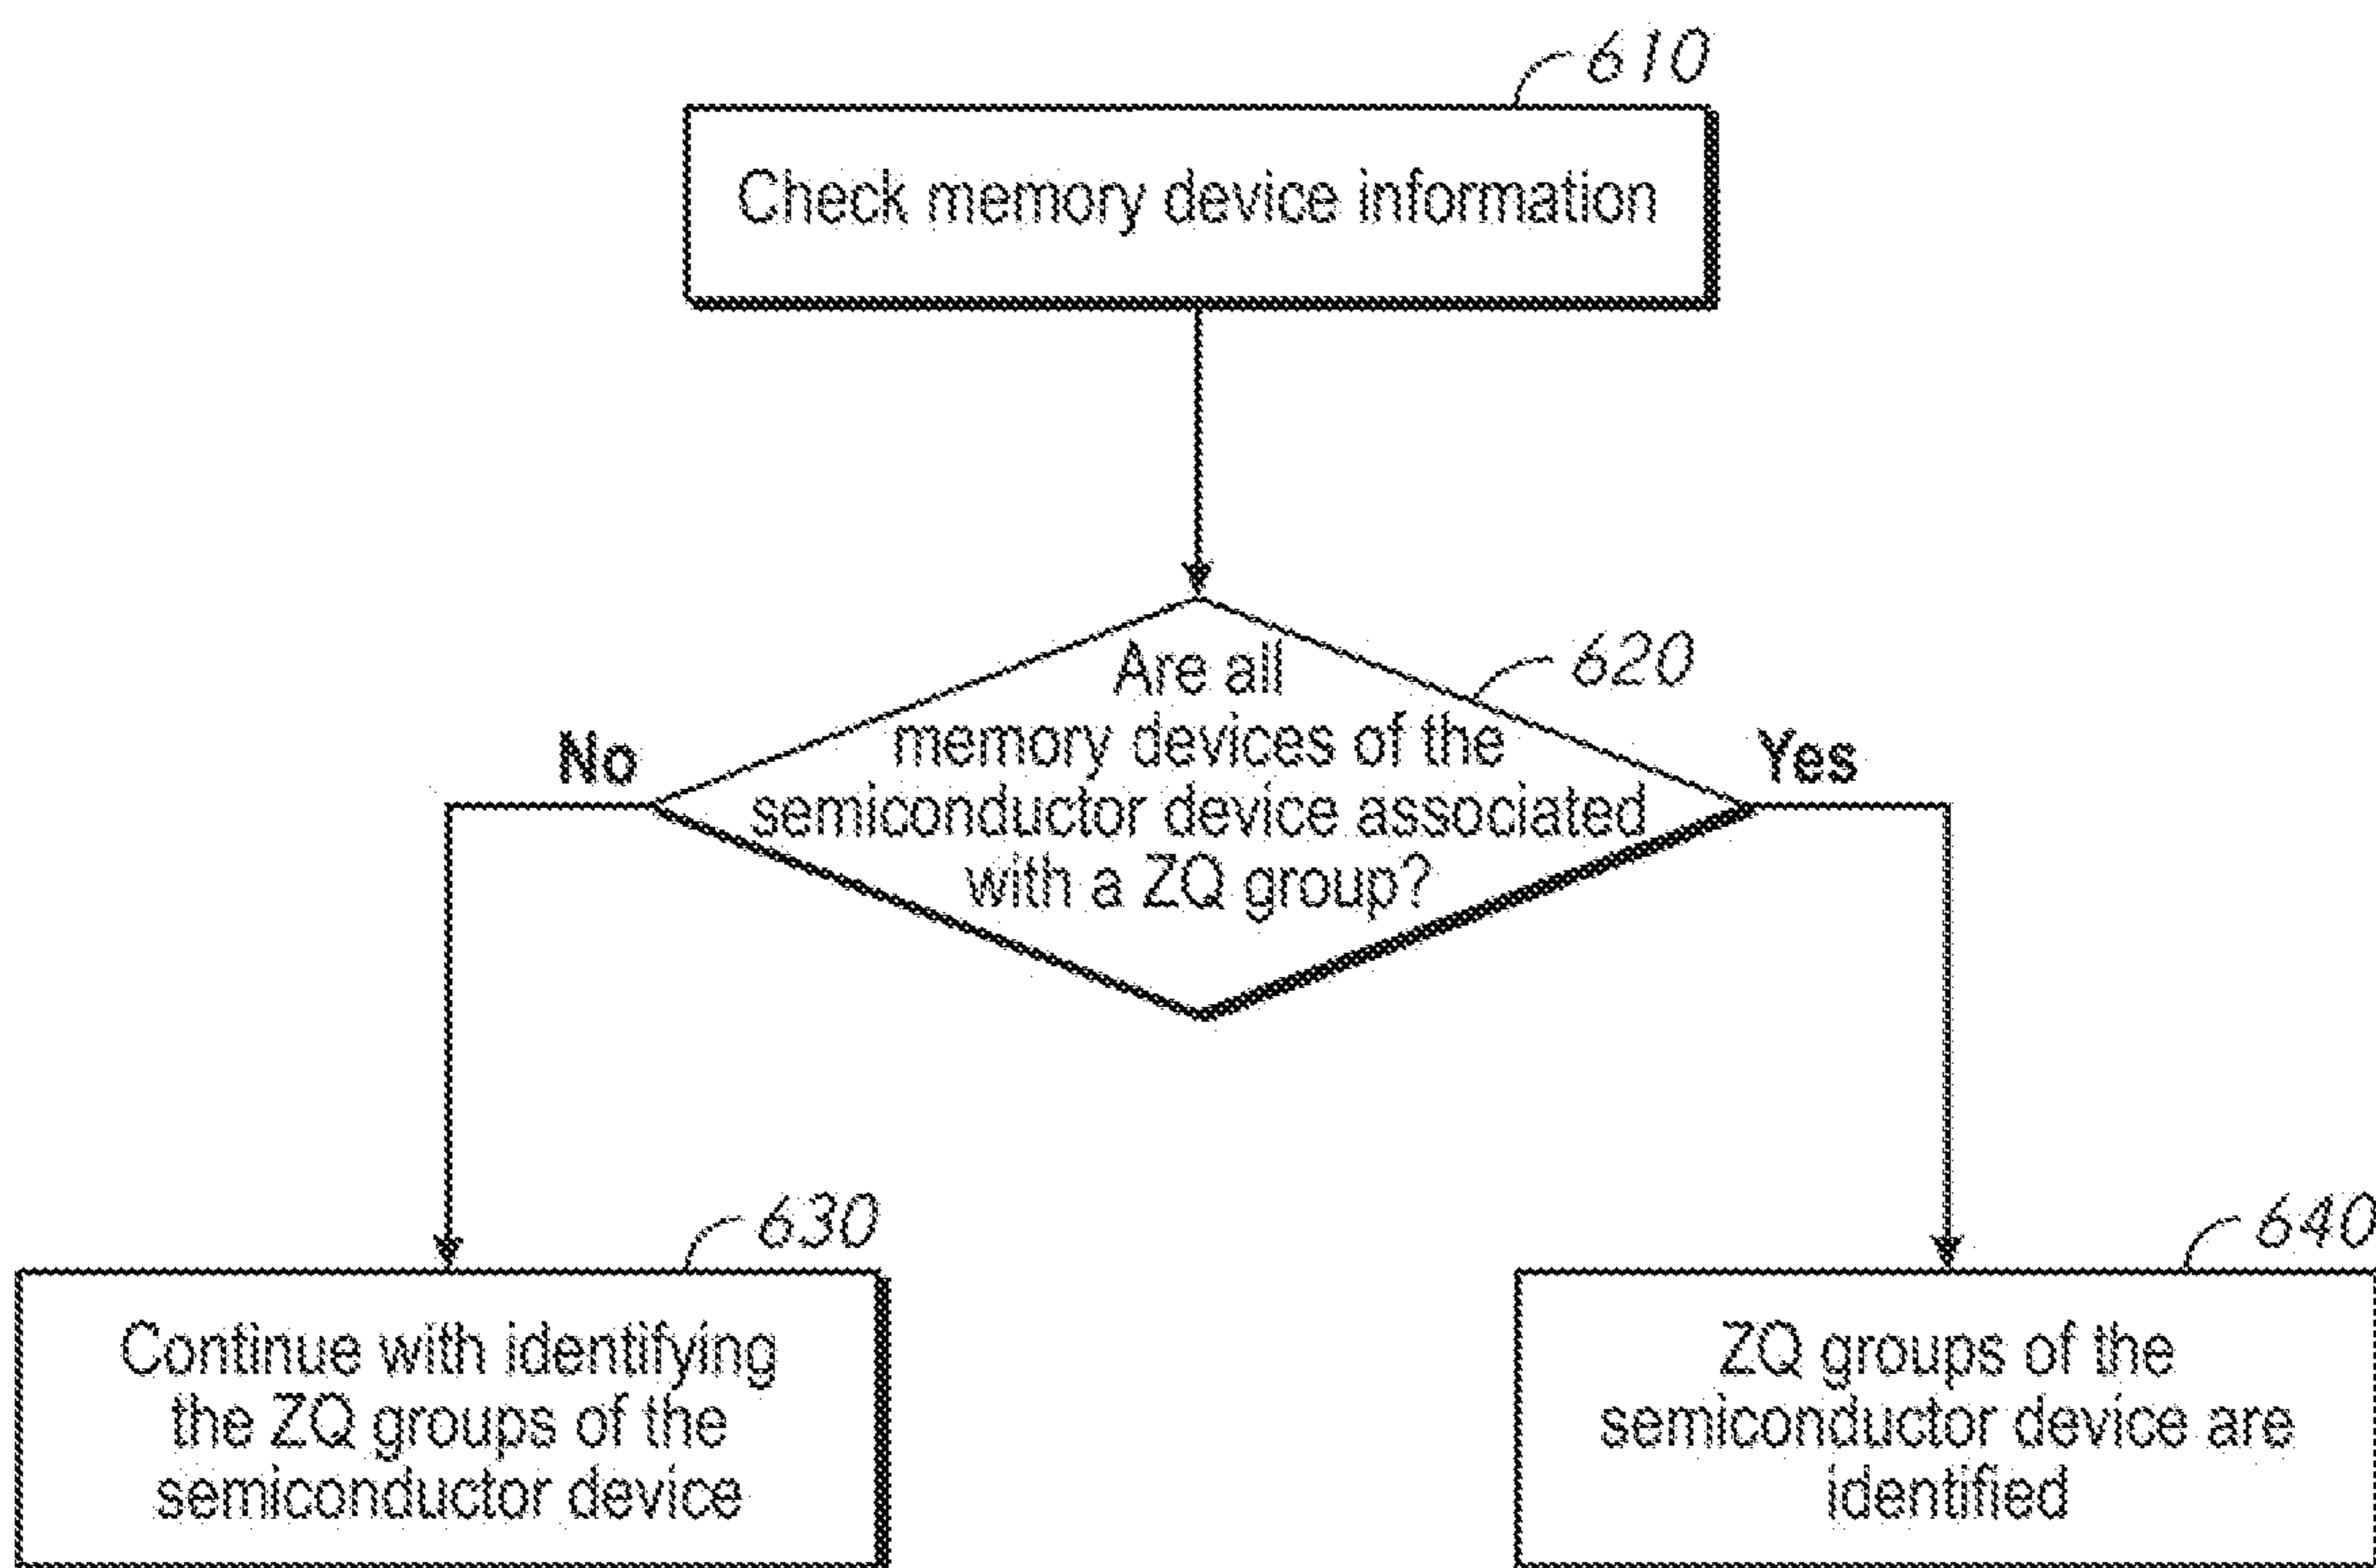 610
Check memory device information
Are all
620
memory devices of the
No
Yes
semiconductor device associated
with a ZQ group?
630
640
Continue with identifying
the ZQ groups of the
semiconductor device
ZQ groups of the
semiconductor device are
identified